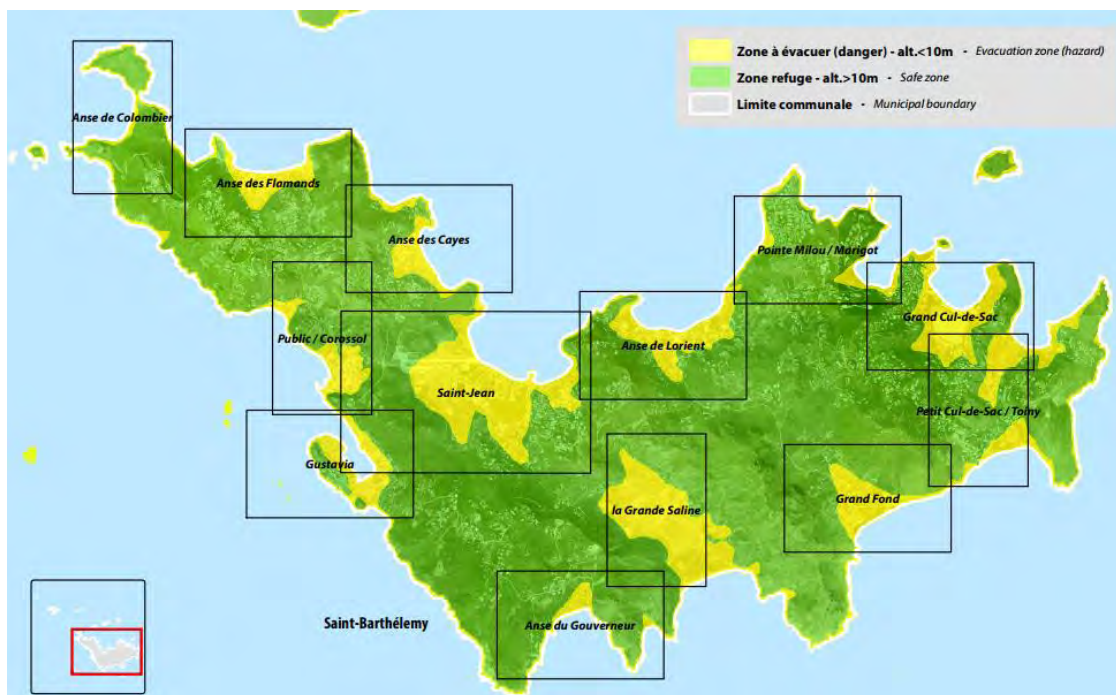 Zone à évacuer (danger) - alt.<10m - Evacuation zone (hazard)
Zone refuge - alt.>10m - Safe zone
Limite communale - Municipal boundary
Anse de Colombier
Anse des Flamands
Anse des Cayes
Pointe Milou / Marigot
Grand Cul-de-Sac
Public / Corossol
Anse de Lorient
Saint-Jean
Petit Cul-de-Sac / Toiny
Gustavia
Grand Fond
la Grande Saline
Saint-Barthélemy
Anse du Gouverneur